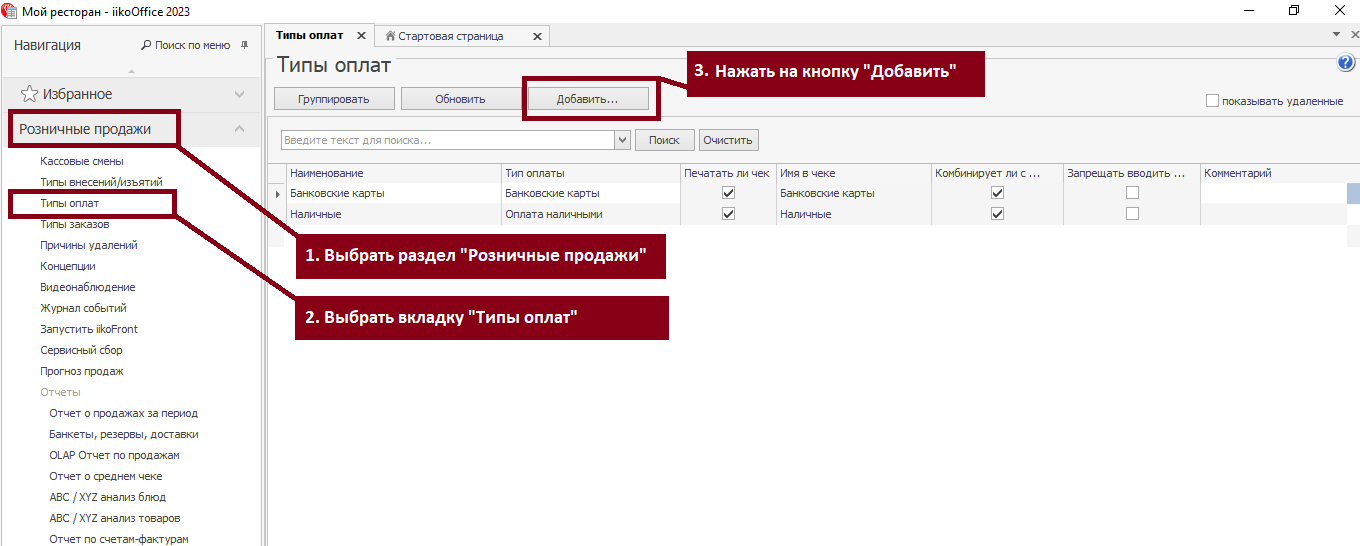 Мой ресторан - iikoOffice 2023
Навигация
Поиск по меню
Избранное
Розничные продажи
Кассовые смены
Типы внесений/изъятий
Типы оплат
Типы заказов
Причины удалений
Концепции
Видеонаблюдение
Журнал событий
Запустить iikoFront
Сервисный сбор
Прогноз продаж
Отчеты
Отчет о продажах за период
Банкеты, резервы, доставки
OLAP Отчет по продажам
Отчет о среднем чеке
ABC / XYZ анализ блюд
ABC / XYZ анализ товаров
Отчет по счетам-фактурам
Типы оплат
Стартовая страница
Типы оплат
Группировать
Обновить
Добавить...
показывать удаленные
Введите текст для поиска...
Поиск
Очистить
Наименование Тип оплаты Печатать ли чек Имя в чеке Комбинирует ли с ... Запрещать вводить ... Комментарий
Банковские карты Банковские карты Банковские карты
Наличные Оплата наличными Наличные
1. Выбрать раздел "Розничные продажи"
2. Выбрать вкладку "Типы оплат"
3. Нажать на кнопку "Добавить"